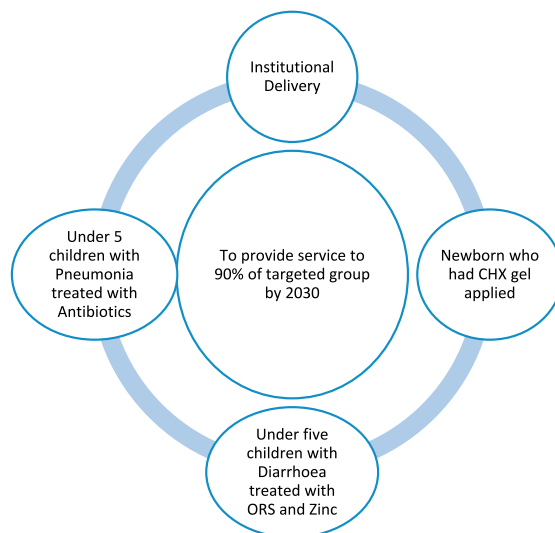 Institutional
Delivery
Under 5
children with
Pneumonia
treated with
Antibiotics
To provide service to
90% of targeted group
by 2030
Newborn who
had CHX gel
applied
Under five
children with
Diarrhoea
treated with
ORS and Zinc